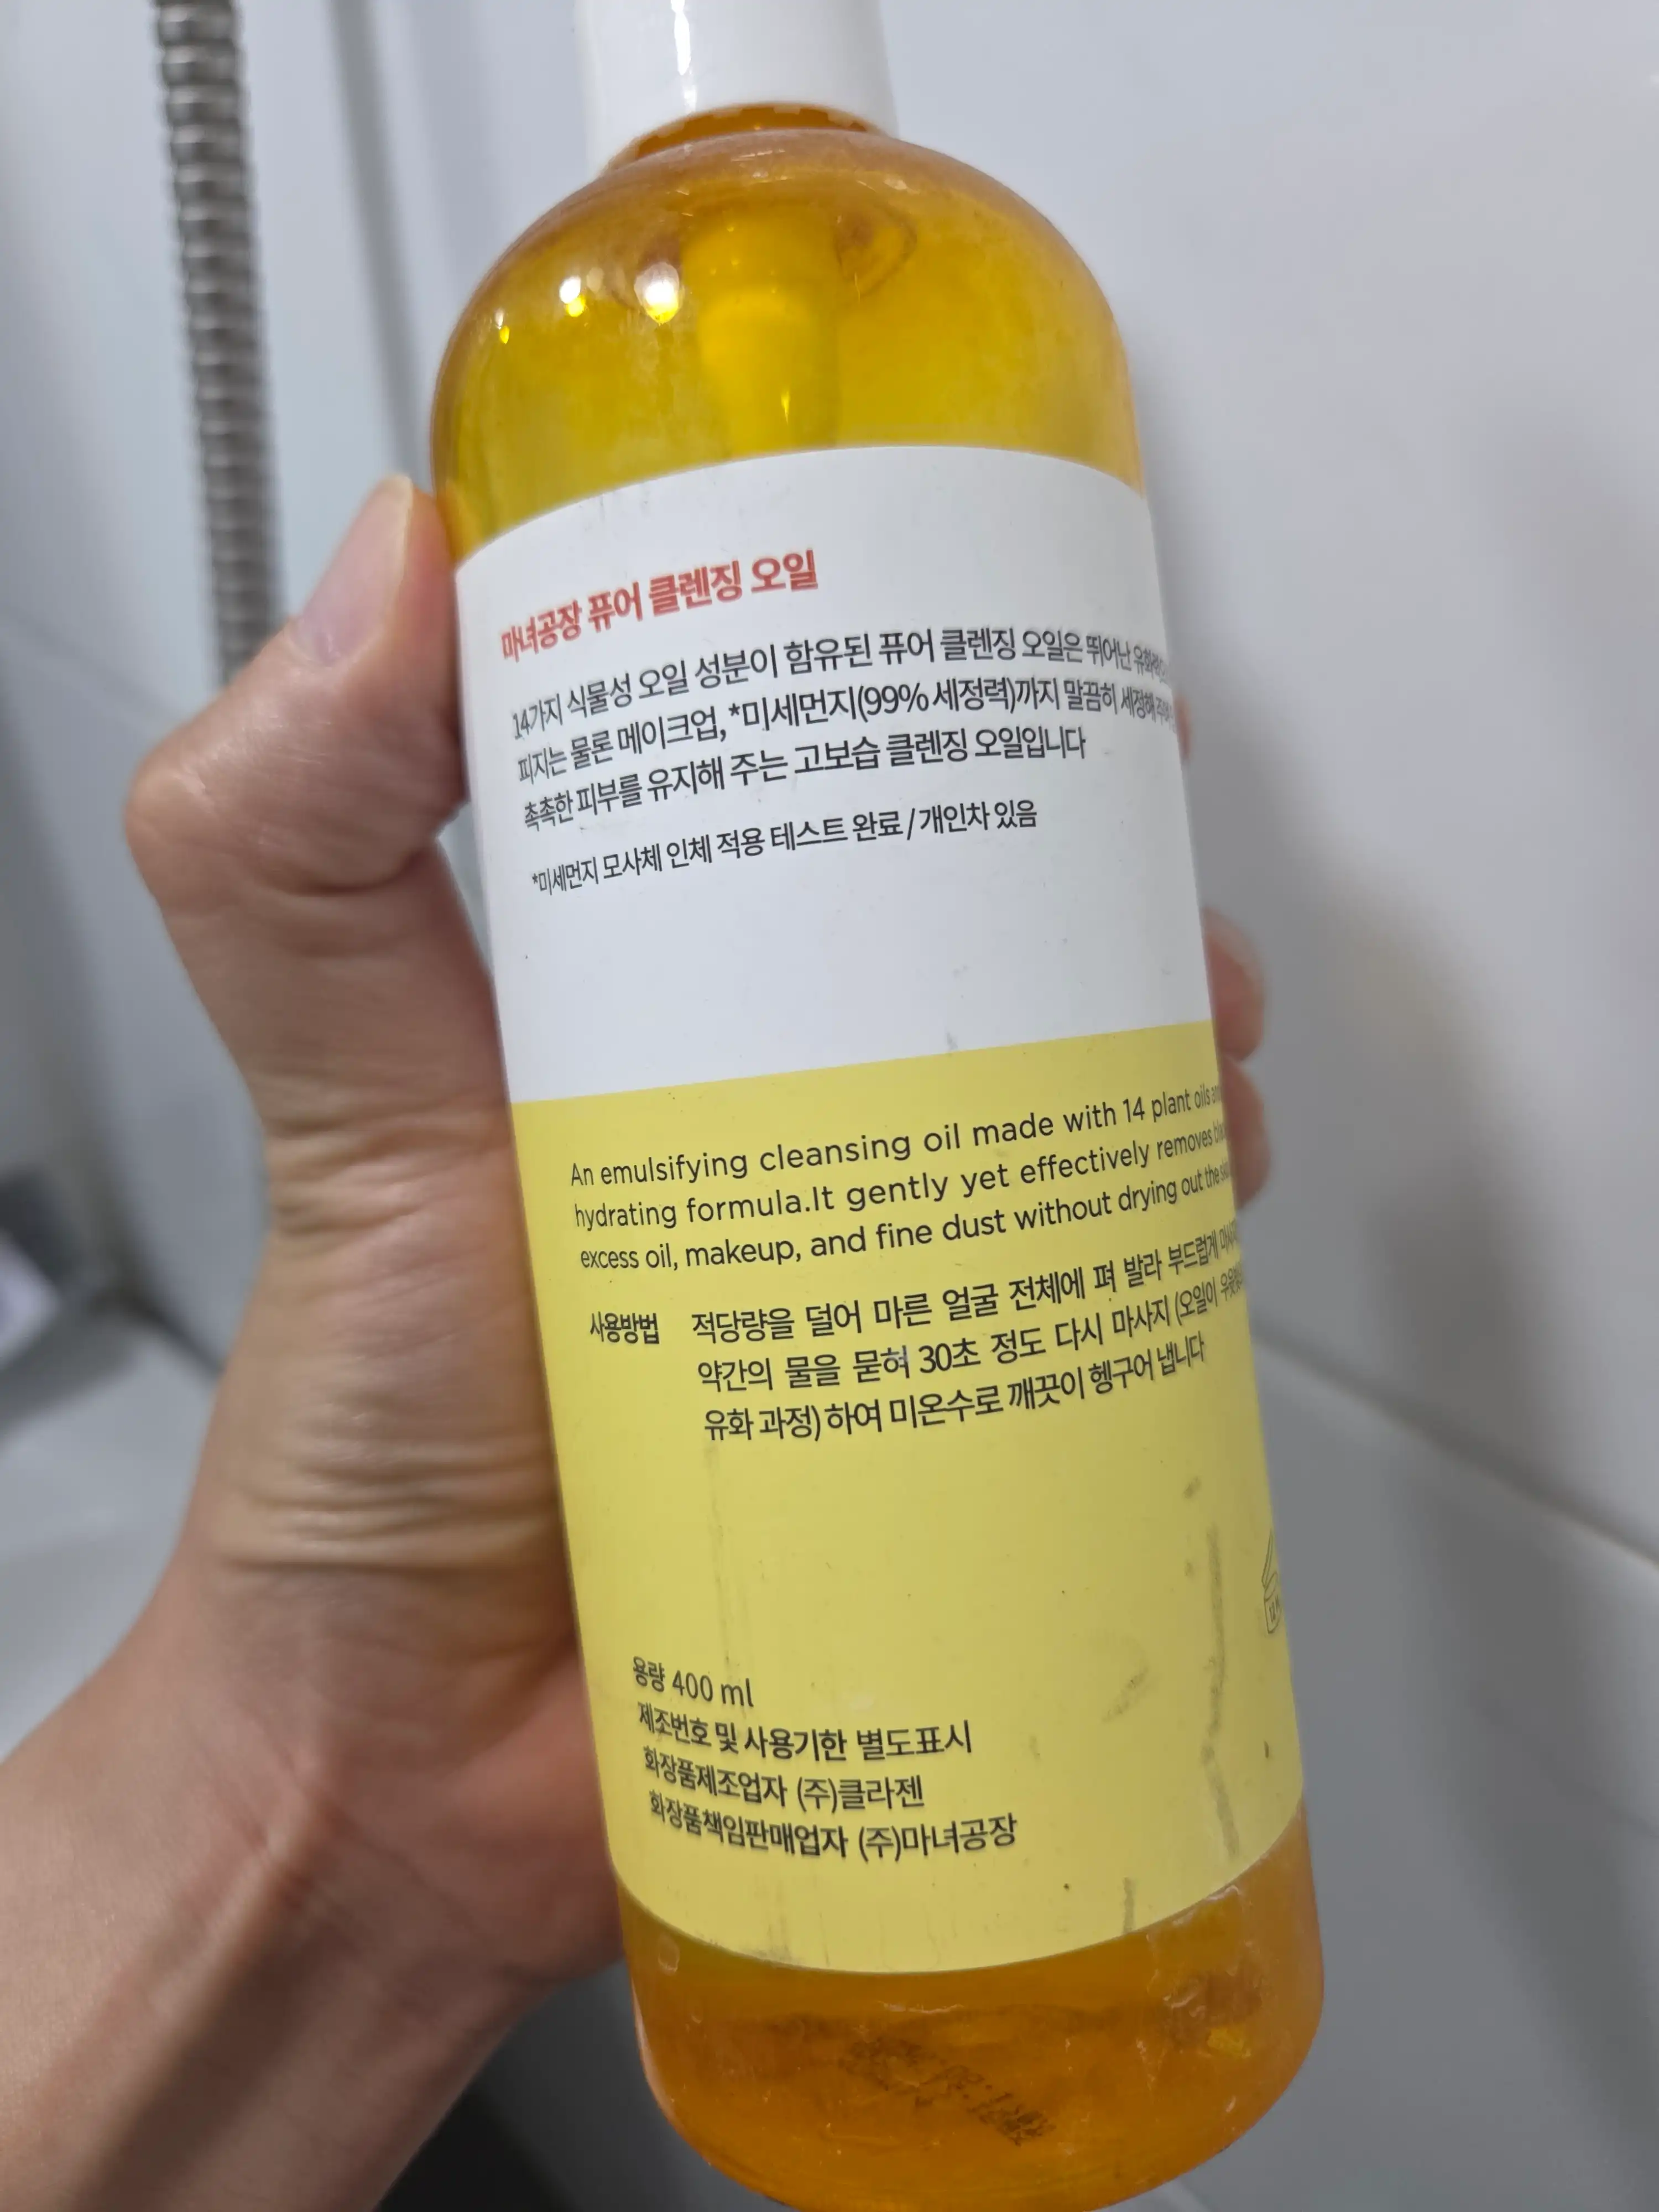 마녀공장 퓨어 클렌징 오일
14가지 식물성 오일 성분이 함유된 퓨어 클렌징 오일은 뛰어난
피지는 물론 메이크업, *미세먼지(99% 세정력)까지 말끔히 세정해
촉촉한 피부를 유지해 주는 고보습 클렌징 오일입니다
*미세먼지 모사체 인체 적용 테스트 완료 / 개인차 있음
An emulsifying cleansing oil made with 14 plant oils
hydrating formula.It gently yet effectively removes
excess oil, makeup, and fine dust without drying out the
사용방법 적당량을 덜어 마른 얼굴 전체에 펴 발라 부드럽게
약간의 물을 묻혀 30초 정도 다시 마사지 (오일이
유화 과정) 하여 미온수로 깨끗이 헹구어 냅니다
용량 400 ml
제조번호 및 사용기한 별도표시
화장품제조업자 (주)클라젠
화장품책임판매업자 (주)마녀공장